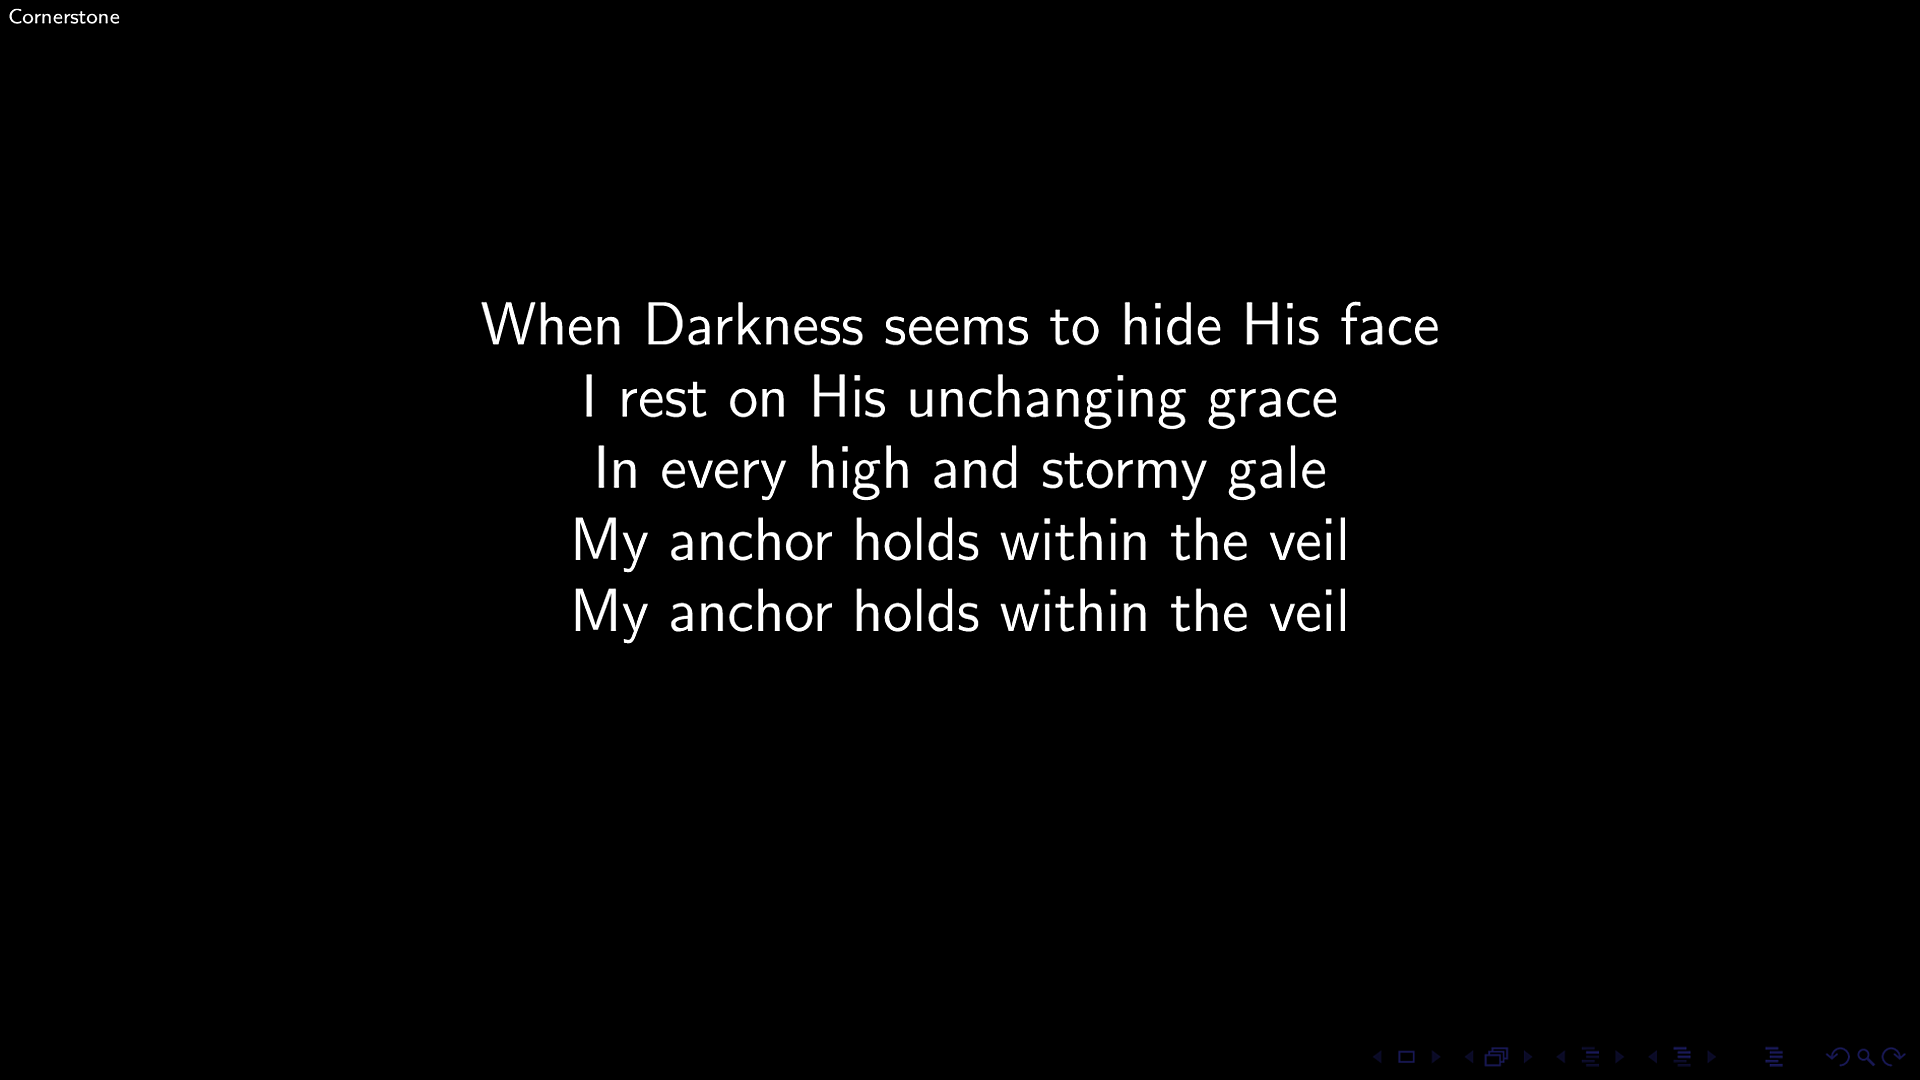 Cornerstone
When Darkness seems to hide His face
I rest on His unchanging grace
In every high and stormy gale
My anchor holds within the veil
My anchor holds within the veil